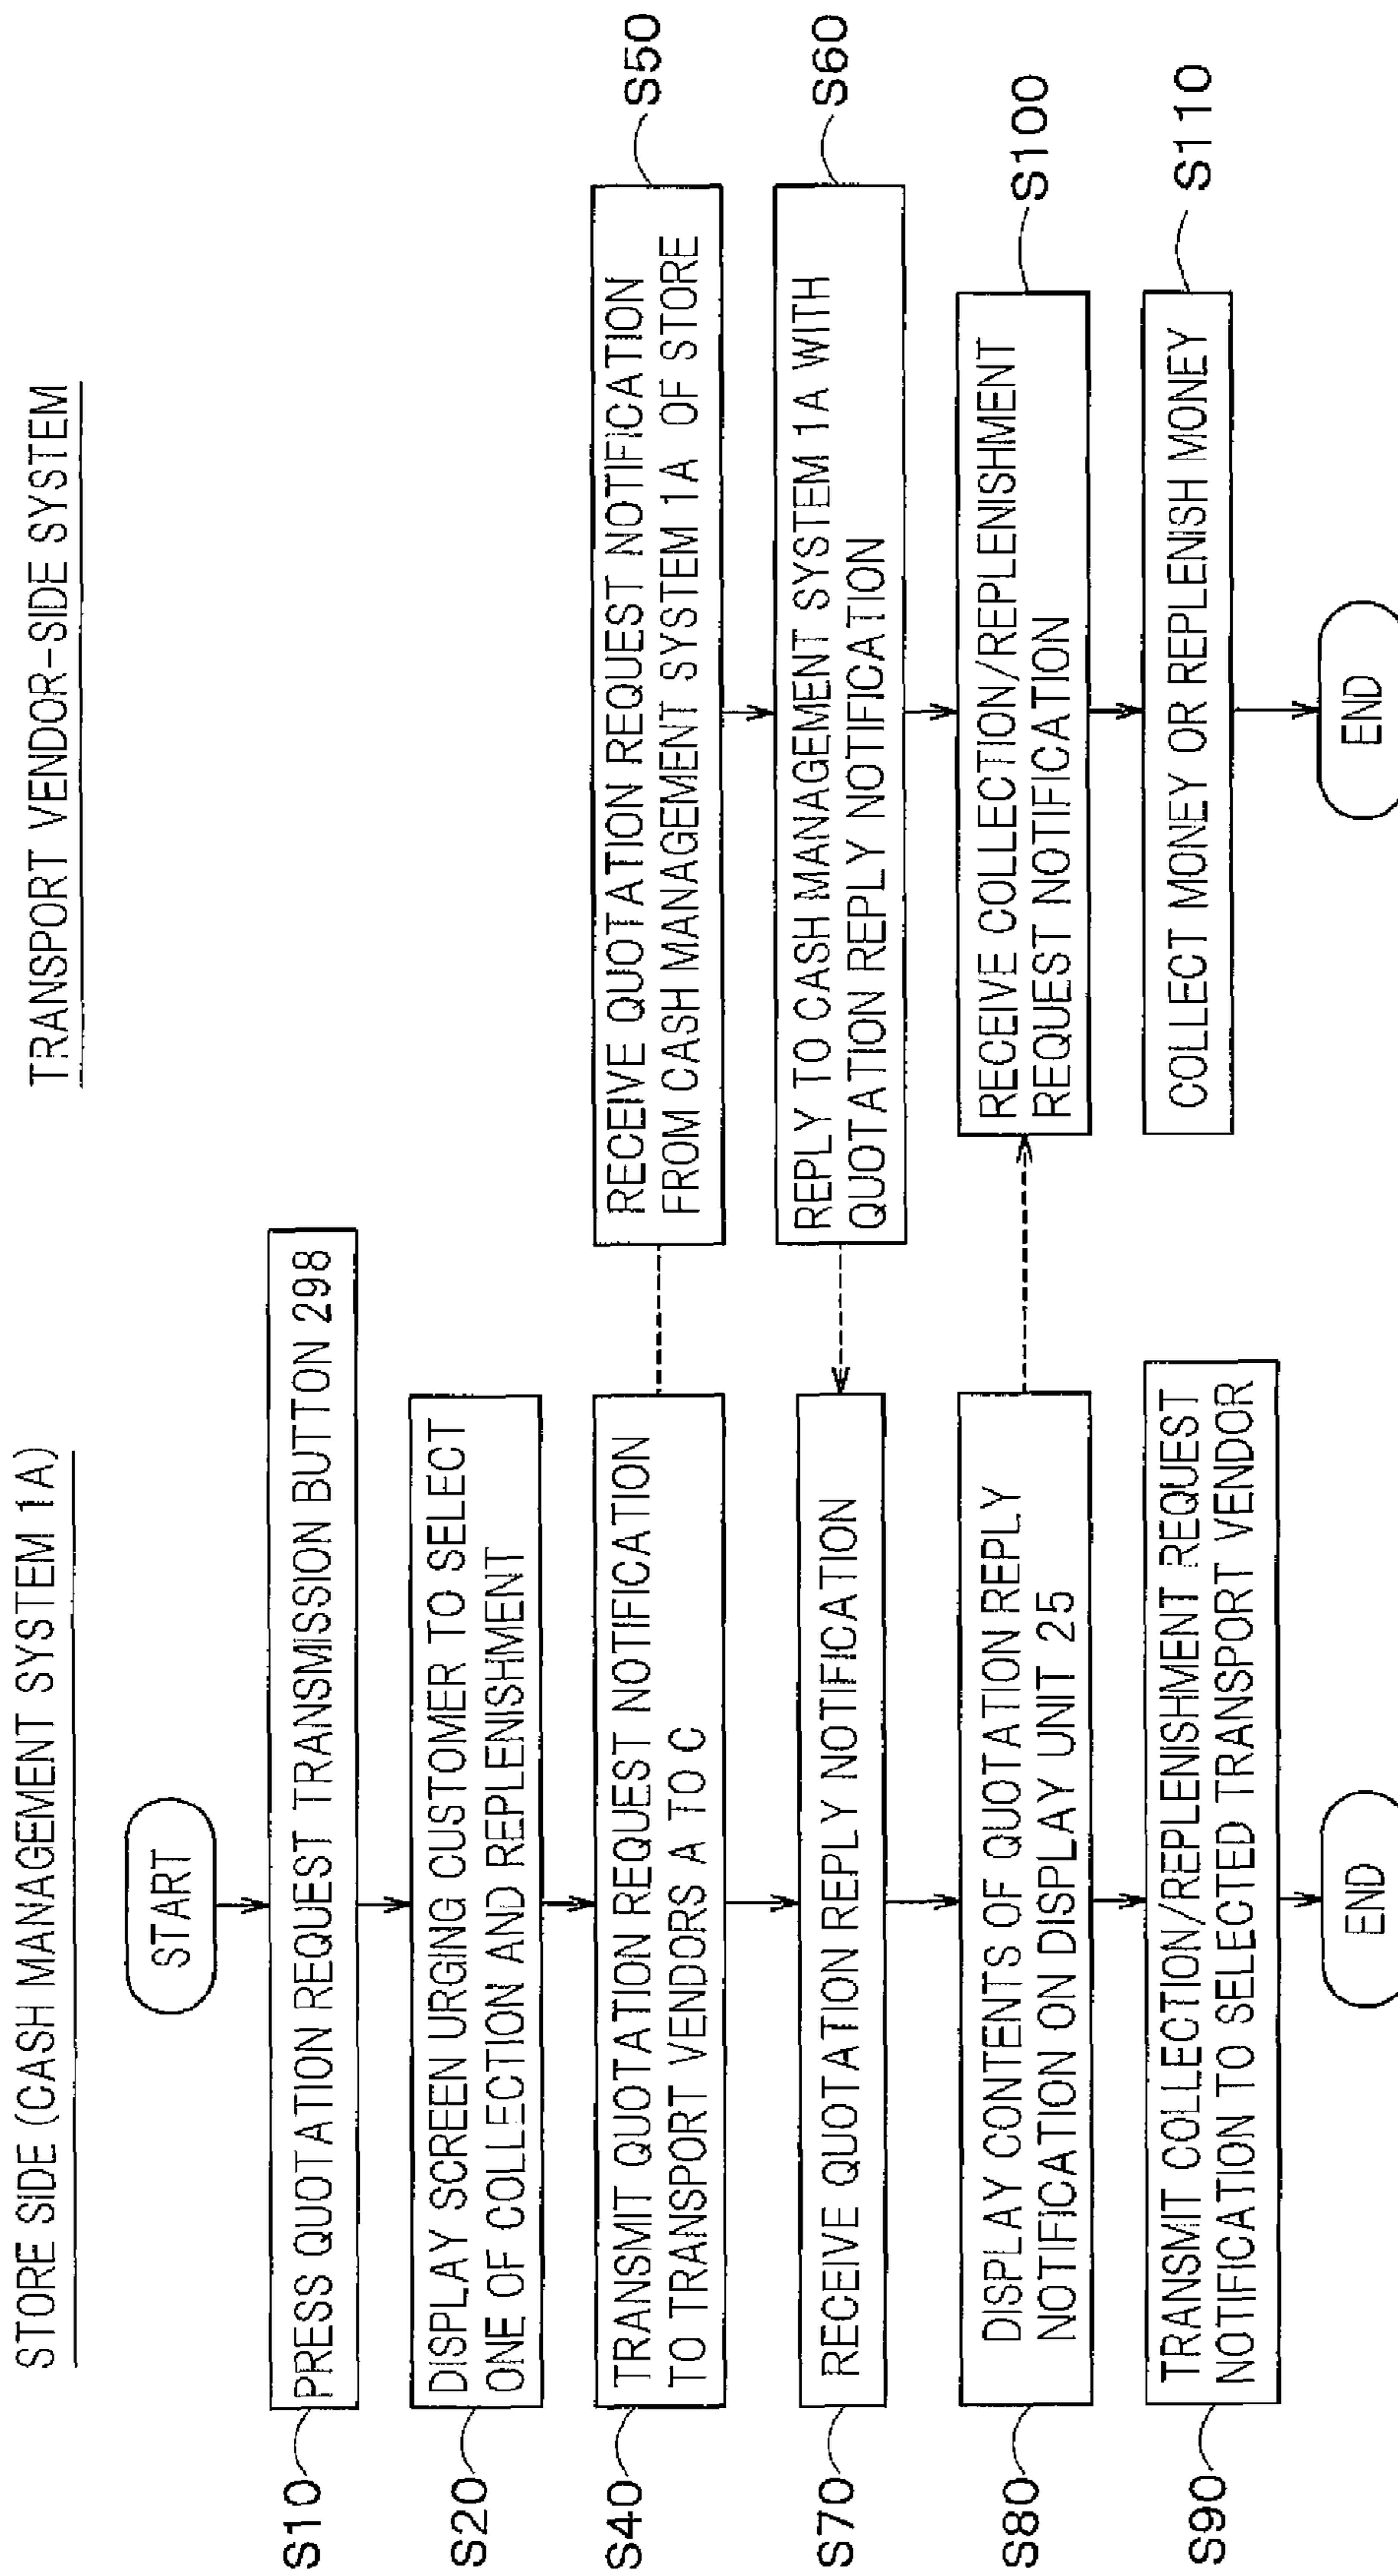 STORE SIDE (CASH MANAGEMENT SYSTEM 1A)
START
S10
PRESS QUOTATION REQUEST TRANSMISSION BUTTON 298
S20
DISPLAY SCREEN URGING CUSTOMER TO SELECT
ONE OF COLLECTION AND REPLENISHMENT
S40
TRANSMIT QUOTATION REQUEST NOTIFICATION
TO TRANSPORT VENDORS A TO C
S70
RECEIVE QUOTATION REPLY NOTIFICATION
S80
DISPLAY CONTENTS OF QUOTATION REPLY
NOTIFICATION ON DISPLAY UNIT 25
S90
TRANSMIT COLLECTION/REPLENISHMENT REQUEST
NOTIFICATION TO SELECTED TRANSPORT VENDOR
END
TRANSPORT VENDOR-SIDE SYSTEM
RECEIVE QUOTATION REQUEST NOTIFICATION
FROM CASH MANAGEMENT SYSTEM 1A OF STORE
S50
REPLY TO CASH MANAGEMENT SYSTEM 1A WITH
QUOTATION REPLY NOTIFICATION
S60
RECEIVE COLLECTION/REPLENISHMENT
REQUEST NOTIFICATION
S100
COLLECT MONEY OR REPLENISH MONEY
S110
END